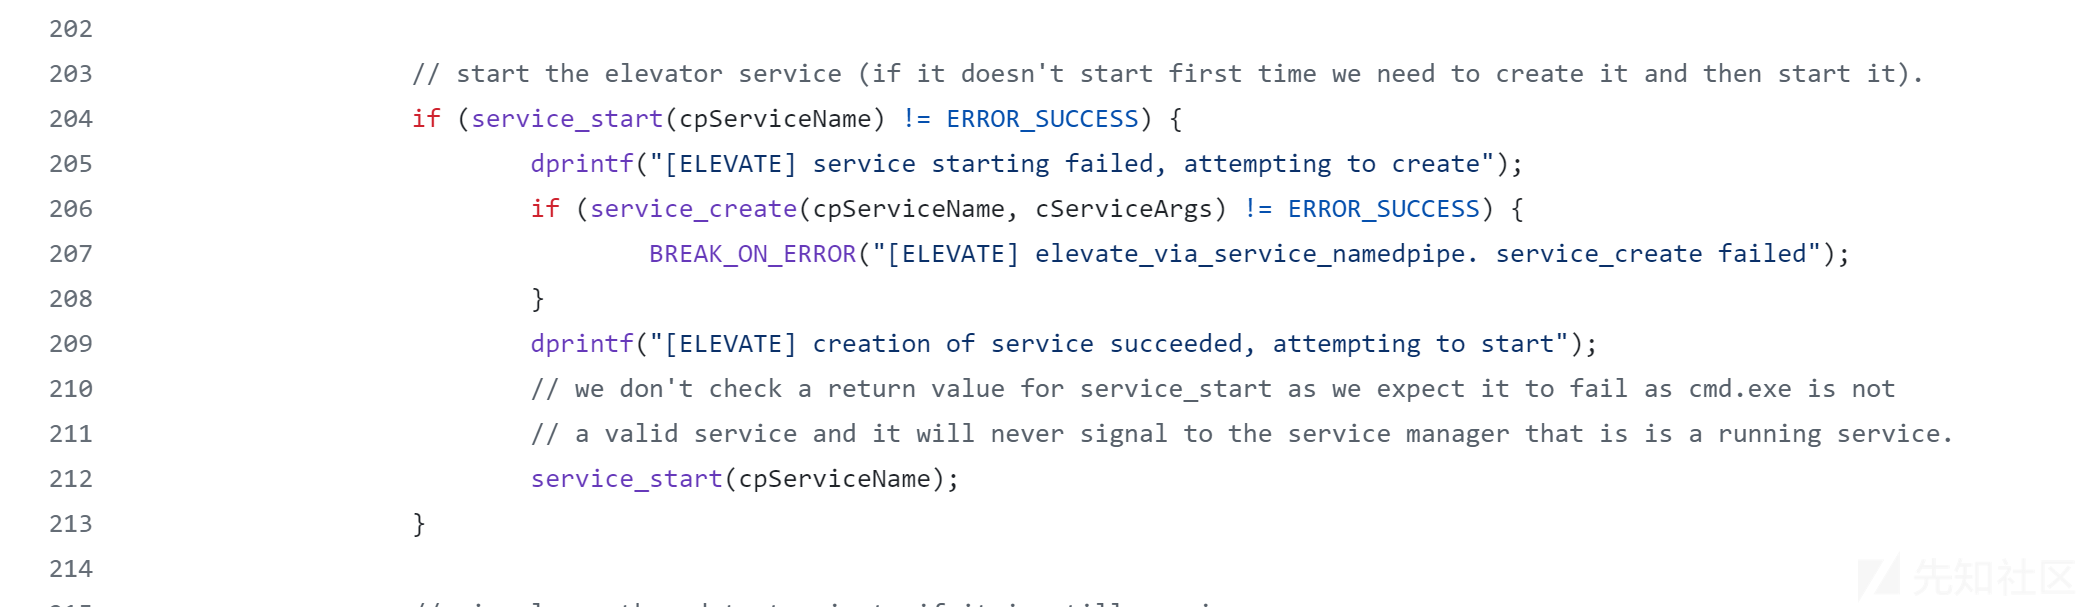 202
203 // start the elevator service (if it doesn't start first time we need to create it and then start it).
204 if (service_start(cpServiceName) != ERROR_SUCCESS) {
205 dprintf("[ELEVATE] service starting failed, attempting to create");
206 if (service_create(cpServiceName, cServiceArgs) != ERROR_SUCCESS) {
207 BREAK_ON_ERROR("[ELEVATE] elevate_via_service_namedpipe. service_create failed");
208 }
209 dprintf("[ELEVATE] creation of service succeeded, attempting to start");
210 // we don't check a return value for service_start as we expect it to fail as cmd.exe is not
211 // a valid service and it will never signal to the service manager that is is a running service.
212 service_start(cpServiceName);
213 }
214
先知社区